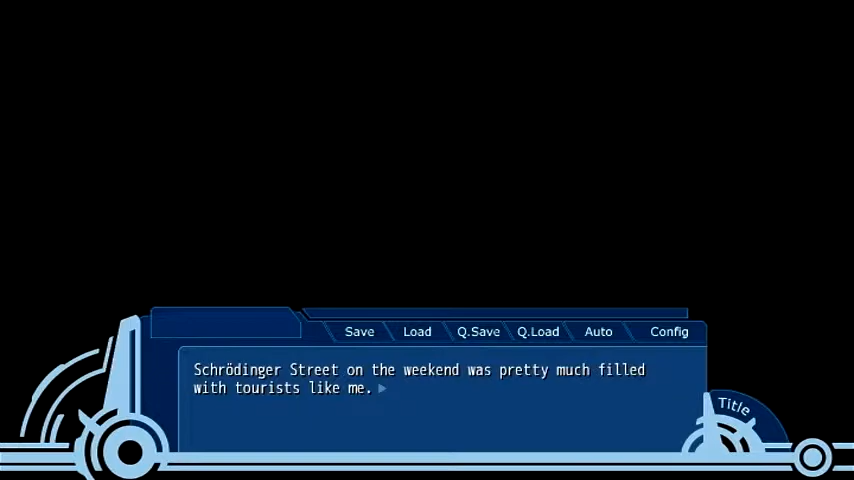 Save Load Q.Save Q.Load Auto Config
Schrödinger Street on the weekend was pretty much filled
with tourists like me.
Title